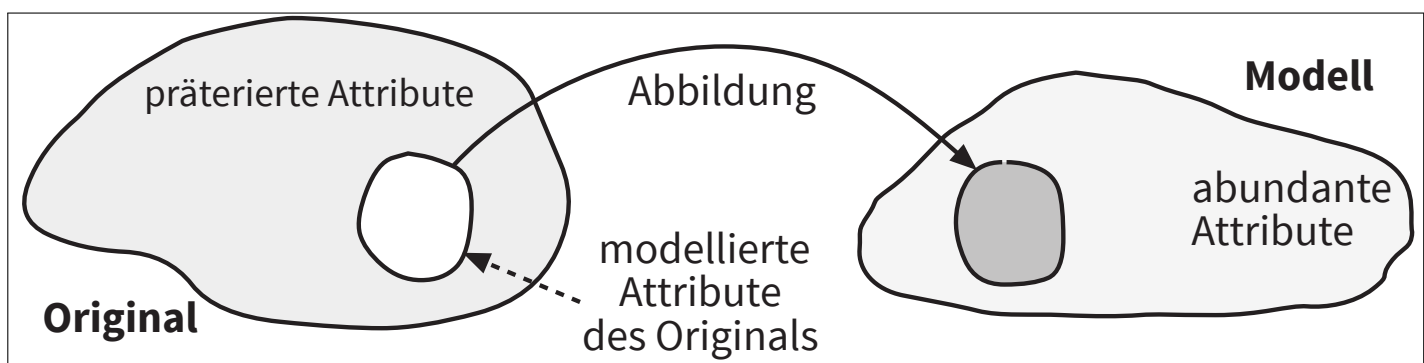 präterierte Attribute
Abbildung
Modell
abundante
Attribute
modellierte
Attribute
des Originals
Original